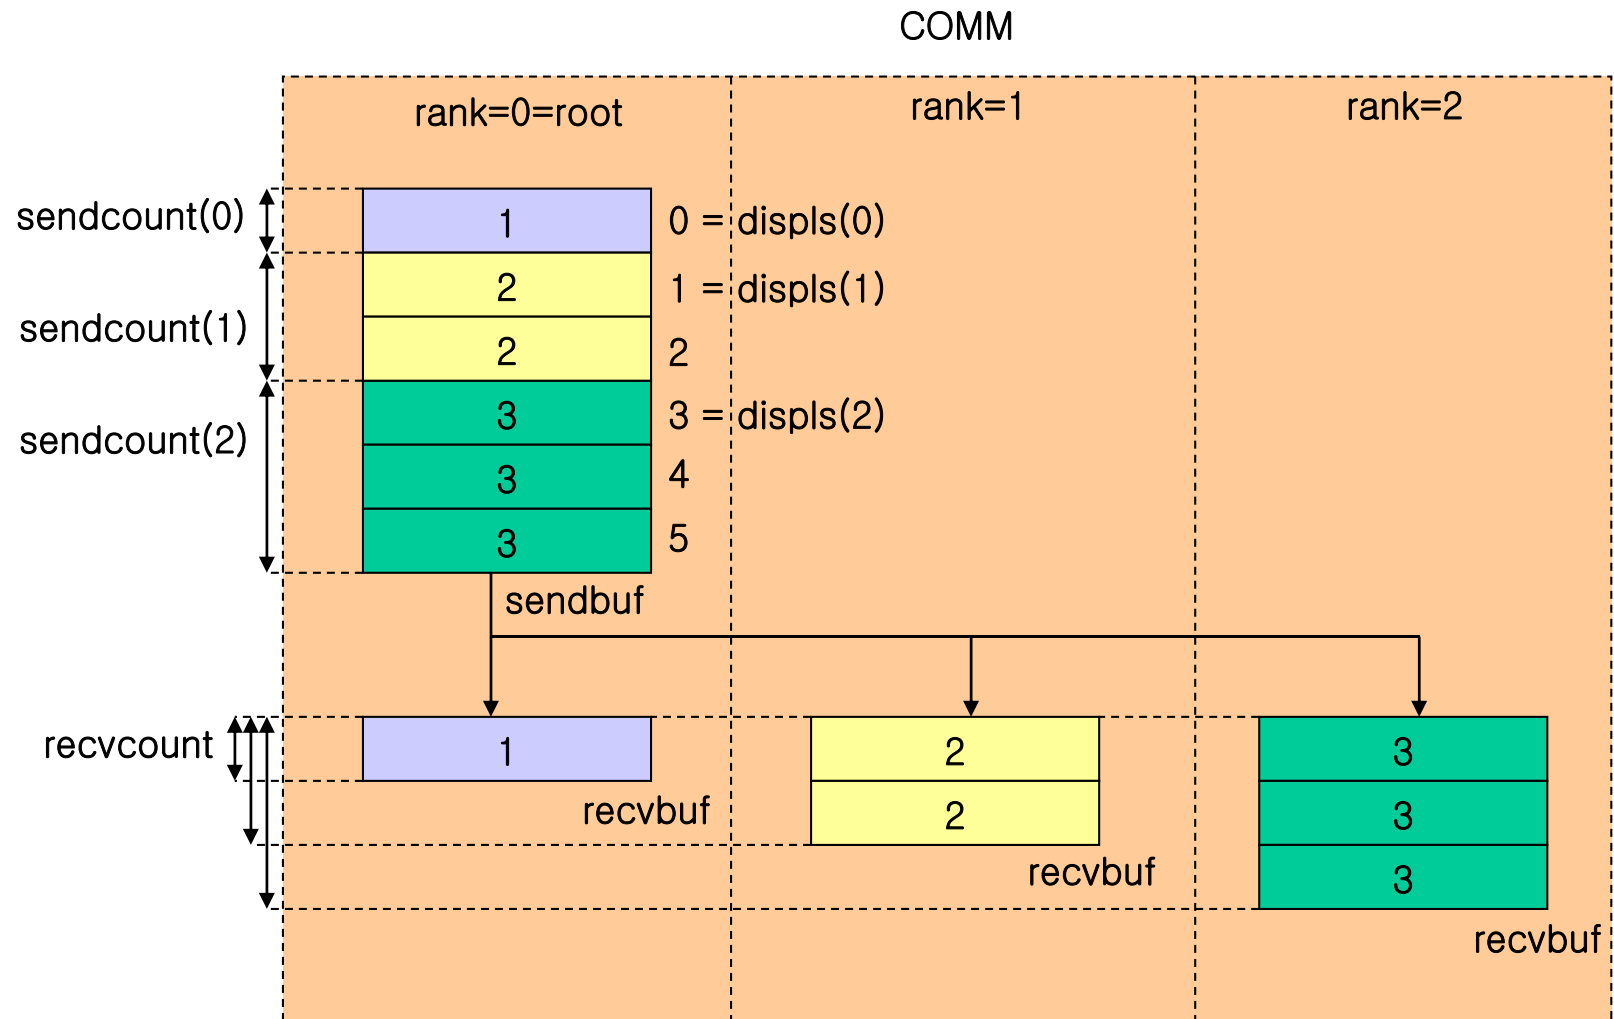 COMM
rank=0=root
rank=1
rank=2
sendcount(0)
1
0 = displs(0)
2
1 = displs(1)
sendcount(1)
2
2
3
3 = displs(2)
sendcount(2)
3
4
3
5
sendbuf
recvcount
1
2
3
recvbuf
2
3
recvbuf
3
recvbuf